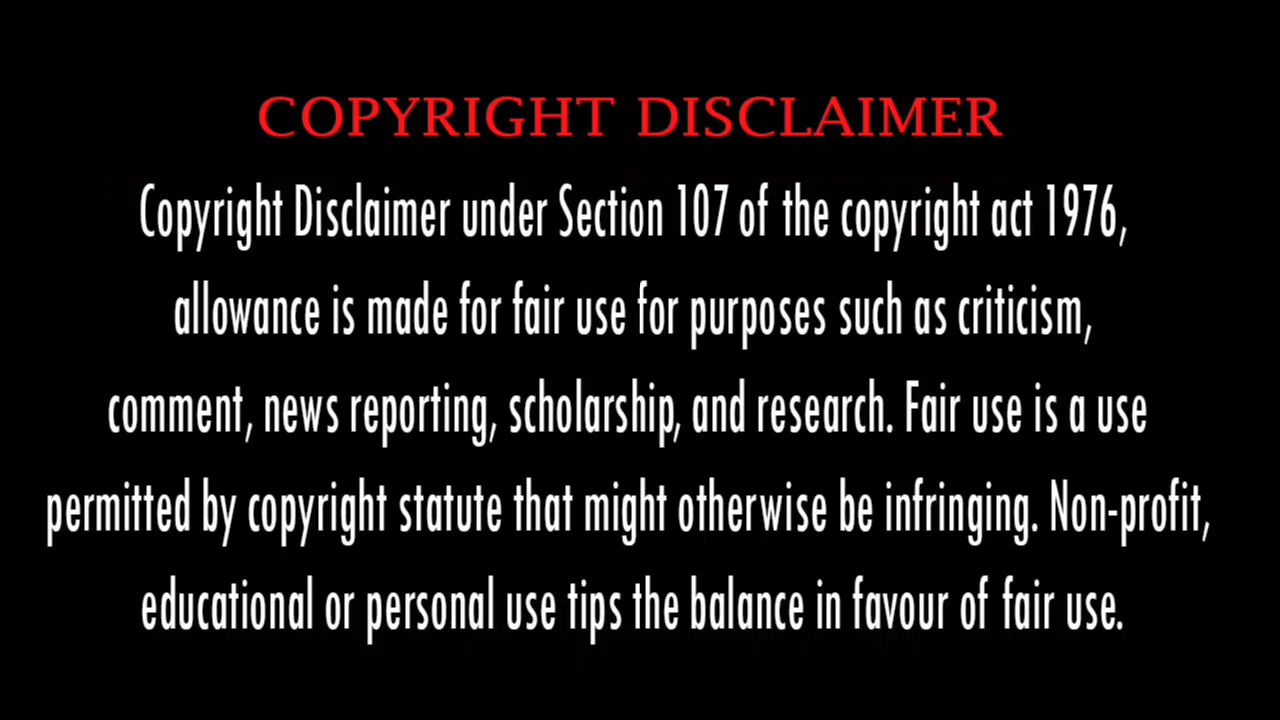 COPYRIGHT DISCLAIMER
Copyright Disclaimer under Section 107 of the copyright act 1976,
allowance is made for fair use for purposes such as criticism,
comment, news reporting, scholarship, and research. Fair use is a use
permitted by copyright statute that might otherwise be infringing. Non-profit,
educational or personal use tips the balance in favour of fair use.